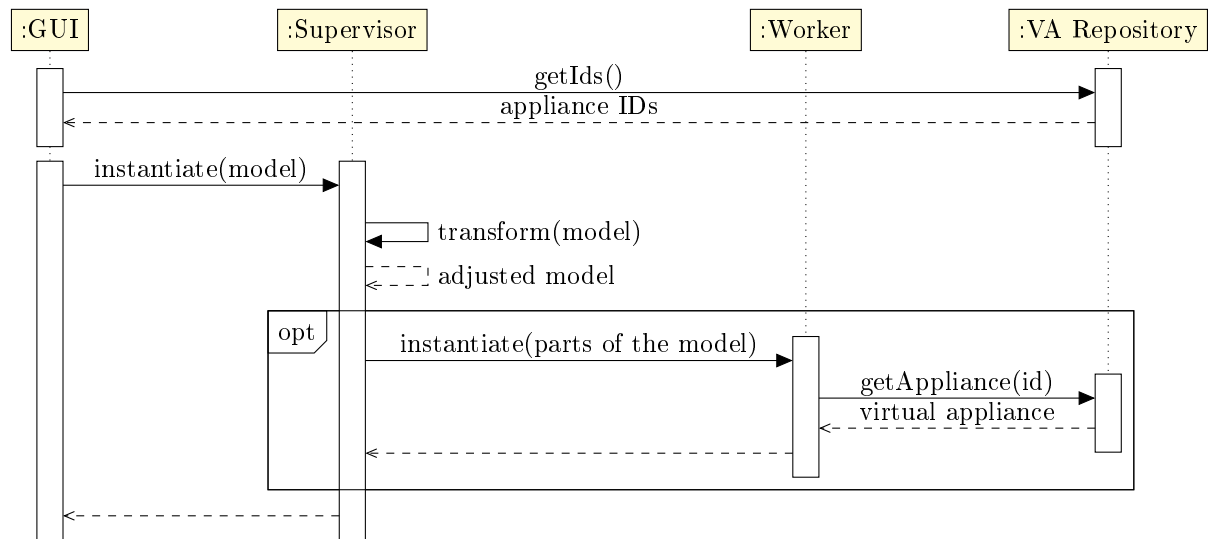 :GUI
:Supervisor
:Worker
:VA Repository
getIds()
appliance IDs
instantiate(model)
transform(model)
adjusted model
opt
instantiate(parts of the model)
getAppliance(id)
virtual appliance